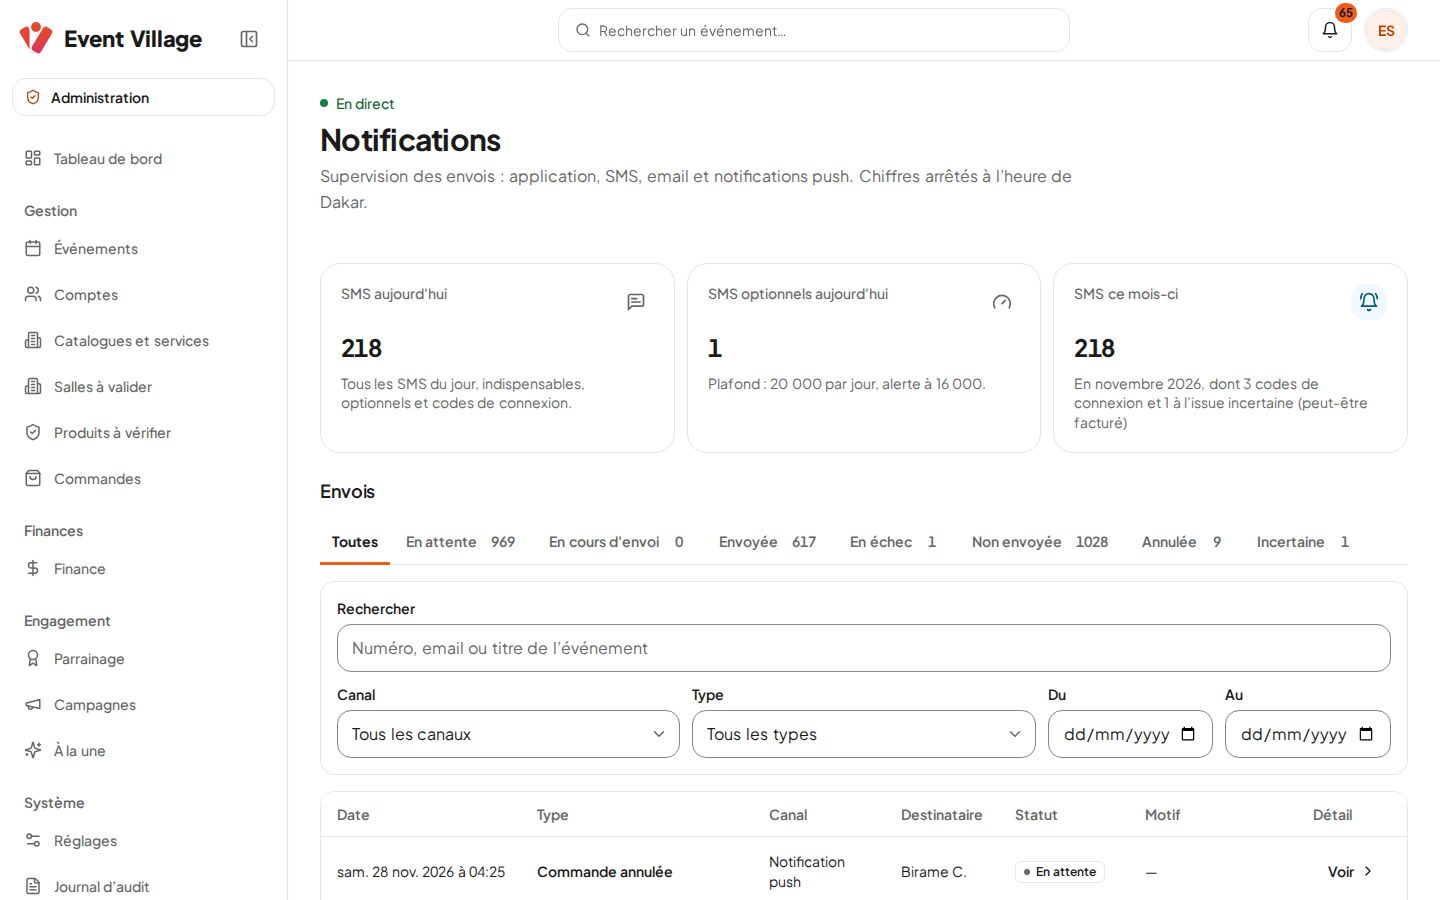 Event Village
Administration
Tableau de bord
Gestion
Événements
Comptes
Catalogues et services
Salles à valider
Produits à vérifier
Commandes
Finances
Finance
Engagement
Parrainage
Campagnes
À la une
Système
Réglages
Journal d’audit
Rechercher un événement…
65
ES
En direct
Notifications
Supervision des envois : application, SMS, email et notifications push. Chiffres arrêtés à l’heure de
Dakar.
SMS aujourd'hui
218
Tous les SMS du jour, indispensables,
optionnels et codes de connexion.
SMS optionnels aujourd'hui
1
Plafond : 20 000 par jour, alerte à 16 000.
SMS ce mois-ci
218
En novembre 2026, dont 3 codes de
connexion et 1 à l’issue incertaine (peut-être
facturé)
Envois
Toutes En attente 969 En cours d'envoi 0 Envoyée 617 En échec 1 Non envoyée 1028 Annulée 9 Incertaine 1
Rechercher
Numéro, email ou titre de l’événement
Canal Type Du Au
Tous les canaux Tous les types dd/mm/yyyy dd/mm/yyyy
Date Type Canal Destinataire Statut Motif Détail
sam. 28 nov. 2026 à 04:25 Commande annulée Notification push Birame C. En attente — Voir